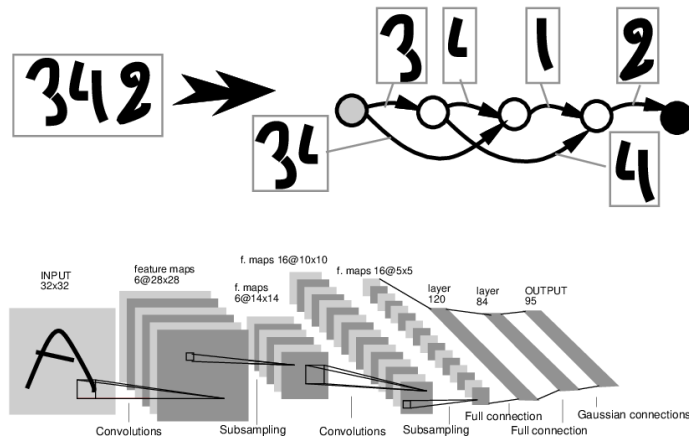 342
3
4
1
2
34
4
INPUT
32x32
feature maps
6@28x28
f. maps
6@14x14
f. maps 16@10x10
f. maps 16@5x5
layer
120
layer
84
OUTPUT
95
A
Convolutions
Subsampling
Convolutions
Subsampling
Full connection
Full connection
Gaussian connections